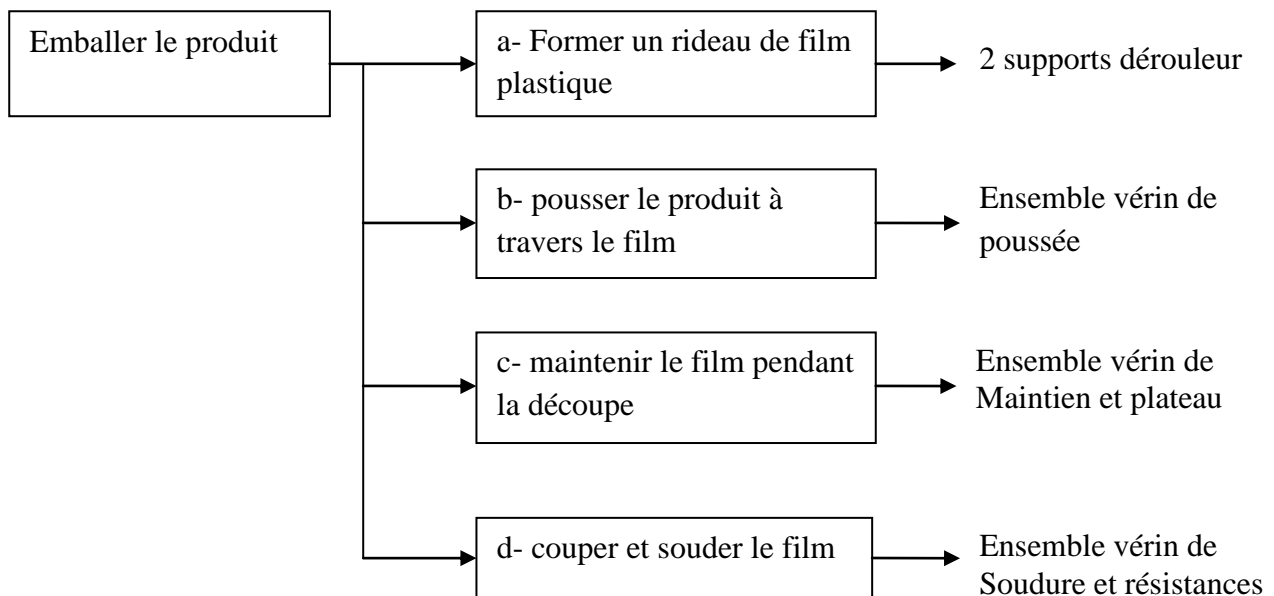 Emballer le produit
a- Former un rideau de film
plastique
2 supports dérouleur
b- pousser le produit à
travers le film
Ensemble vérin de
poussée
c- maintenir le film pendant
la découpe
Ensemble vérin de
Maintien et plateau
d- couper et souder le film
Ensemble vérin de
Soudure et résistances